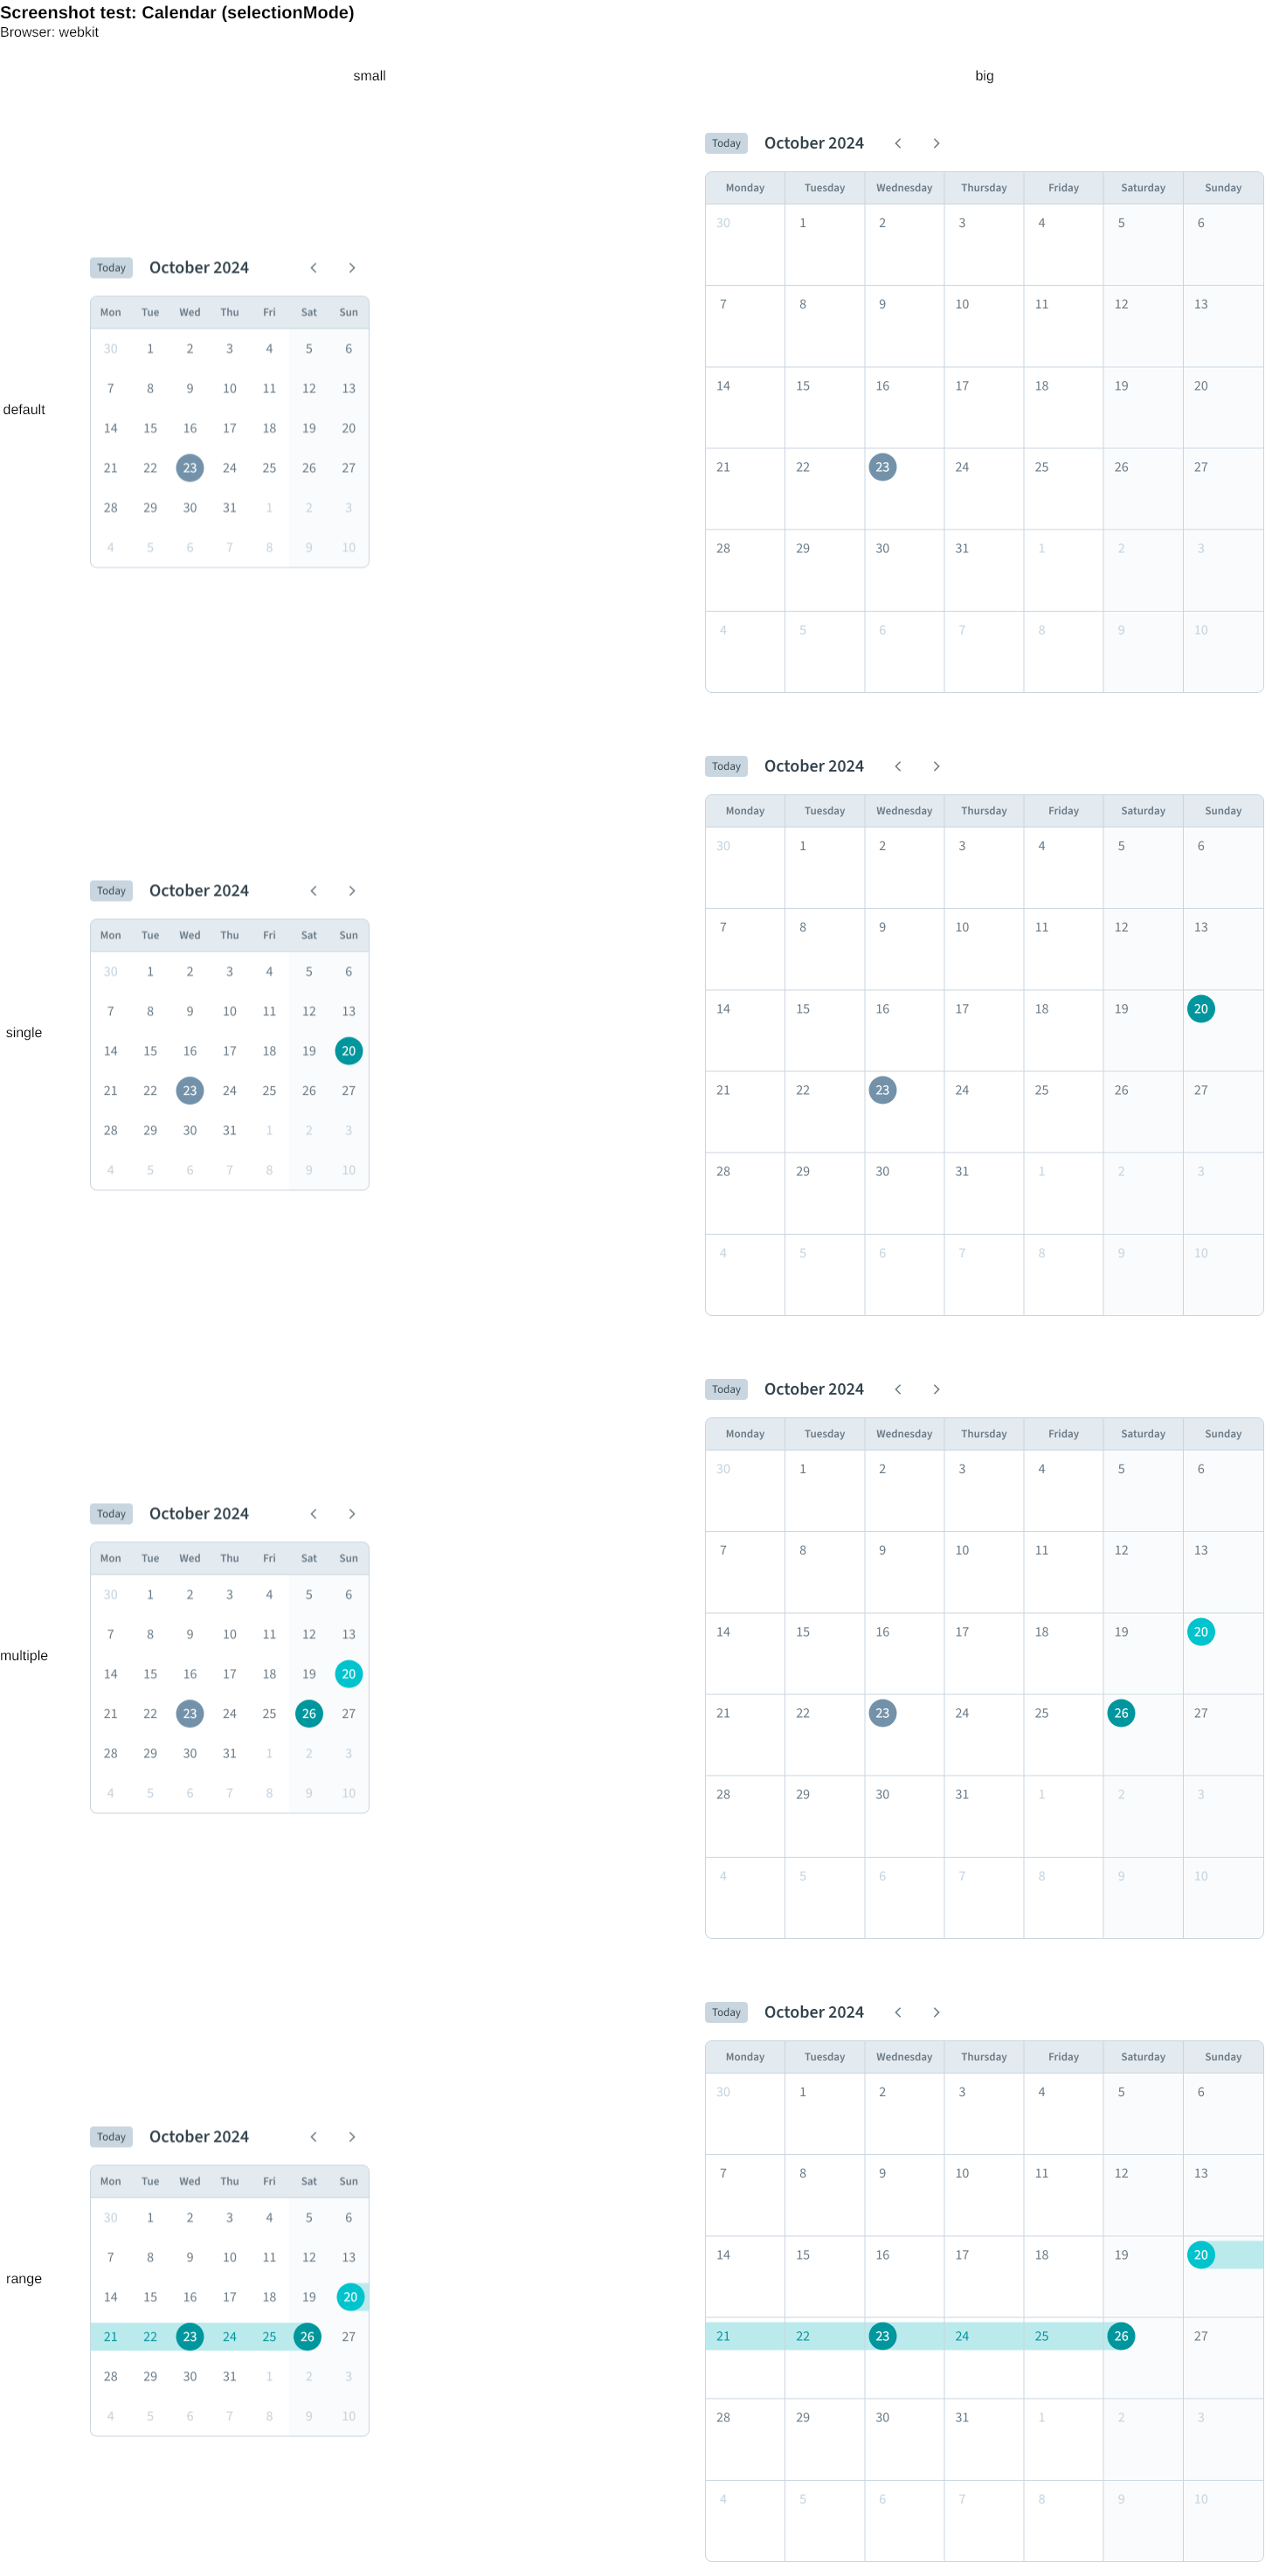 Screenshot test: Calendar (selectionMode)
Browser: webkit
small big
default
Today October 2024
Mon Tue Wed Thu Fri Sat Sun
30 1 2 3 4 5 6
7 8 9 10 11 12 13
14 15 16 17 18 19 20
21 22 23 24 25 26 27
28 29 30 31 1 2 3
4 5 6 7 8 9 10
Today October 2024
Monday Tuesday Wednesday Thursday Friday Saturday Sunday
30 1 2 3 4 5 6
7 8 9 10 11 12 13
14 15 16 17 18 19 20
21 22 23 24 25 26 27
28 29 30 31 1 2 3
4 5 6 7 8 9 10
single
Today October 2024
Mon Tue Wed Thu Fri Sat Sun
30 1 2 3 4 5 6
7 8 9 10 11 12 13
14 15 16 17 18 19 20
21 22 23 24 25 26 27
28 29 30 31 1 2 3
4 5 6 7 8 9 10
Today October 2024
Monday Tuesday Wednesday Thursday Friday Saturday Sunday
30 1 2 3 4 5 6
7 8 9 10 11 12 13
14 15 16 17 18 19 20
21 22 23 24 25 26 27
28 29 30 31 1 2 3
4 5 6 7 8 9 10
multiple
Today October 2024
Mon Tue Wed Thu Fri Sat Sun
30 1 2 3 4 5 6
7 8 9 10 11 12 13
14 15 16 17 18 19 20
21 22 23 24 25 26 27
28 29 30 31 1 2 3
4 5 6 7 8 9 10
Today October 2024
Monday Tuesday Wednesday Thursday Friday Saturday Sunday
30 1 2 3 4 5 6
7 8 9 10 11 12 13
14 15 16 17 18 19 20
21 22 23 24 25 26 27
28 29 30 31 1 2 3
4 5 6 7 8 9 10
range
Today October 2024
Mon Tue Wed Thu Fri Sat Sun
30 1 2 3 4 5 6
7 8 9 10 11 12 13
14 15 16 17 18 19 20
21 22 23 24 25 26 27
28 29 30 31 1 2 3
4 5 6 7 8 9 10
Today October 2024
Monday Tuesday Wednesday Thursday Friday Saturday Sunday
30 1 2 3 4 5 6
7 8 9 10 11 12 13
14 15 16 17 18 19 20
21 22 23 24 25 26 27
28 29 30 31 1 2 3
4 5 6 7 8 9 10